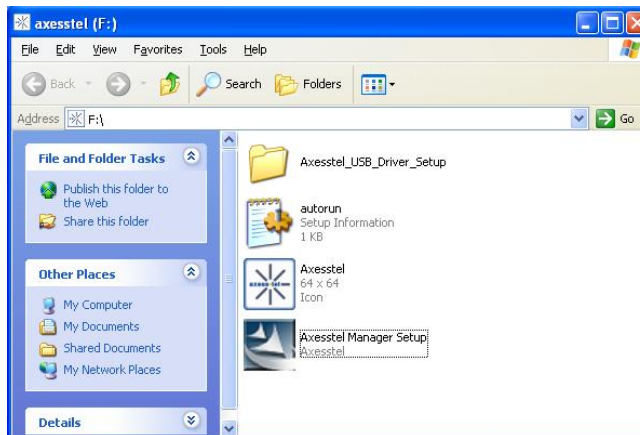 axesstel (F:)
File Edit View Favorites Tools Help
Back Search Folders
Address F:\ Go
File and Folder Tasks
Publish this folder to
the Web
Share this folder
Other Places
My Computer
My Documents
Shared Documents
My Network Places
Details
Axesstel_USB_Driver_Setup
autorun
Setup Information
1 KB
axess-tel
Axesstel
64 x 64
Icon
Axesstel Manager Setup
Axesstel